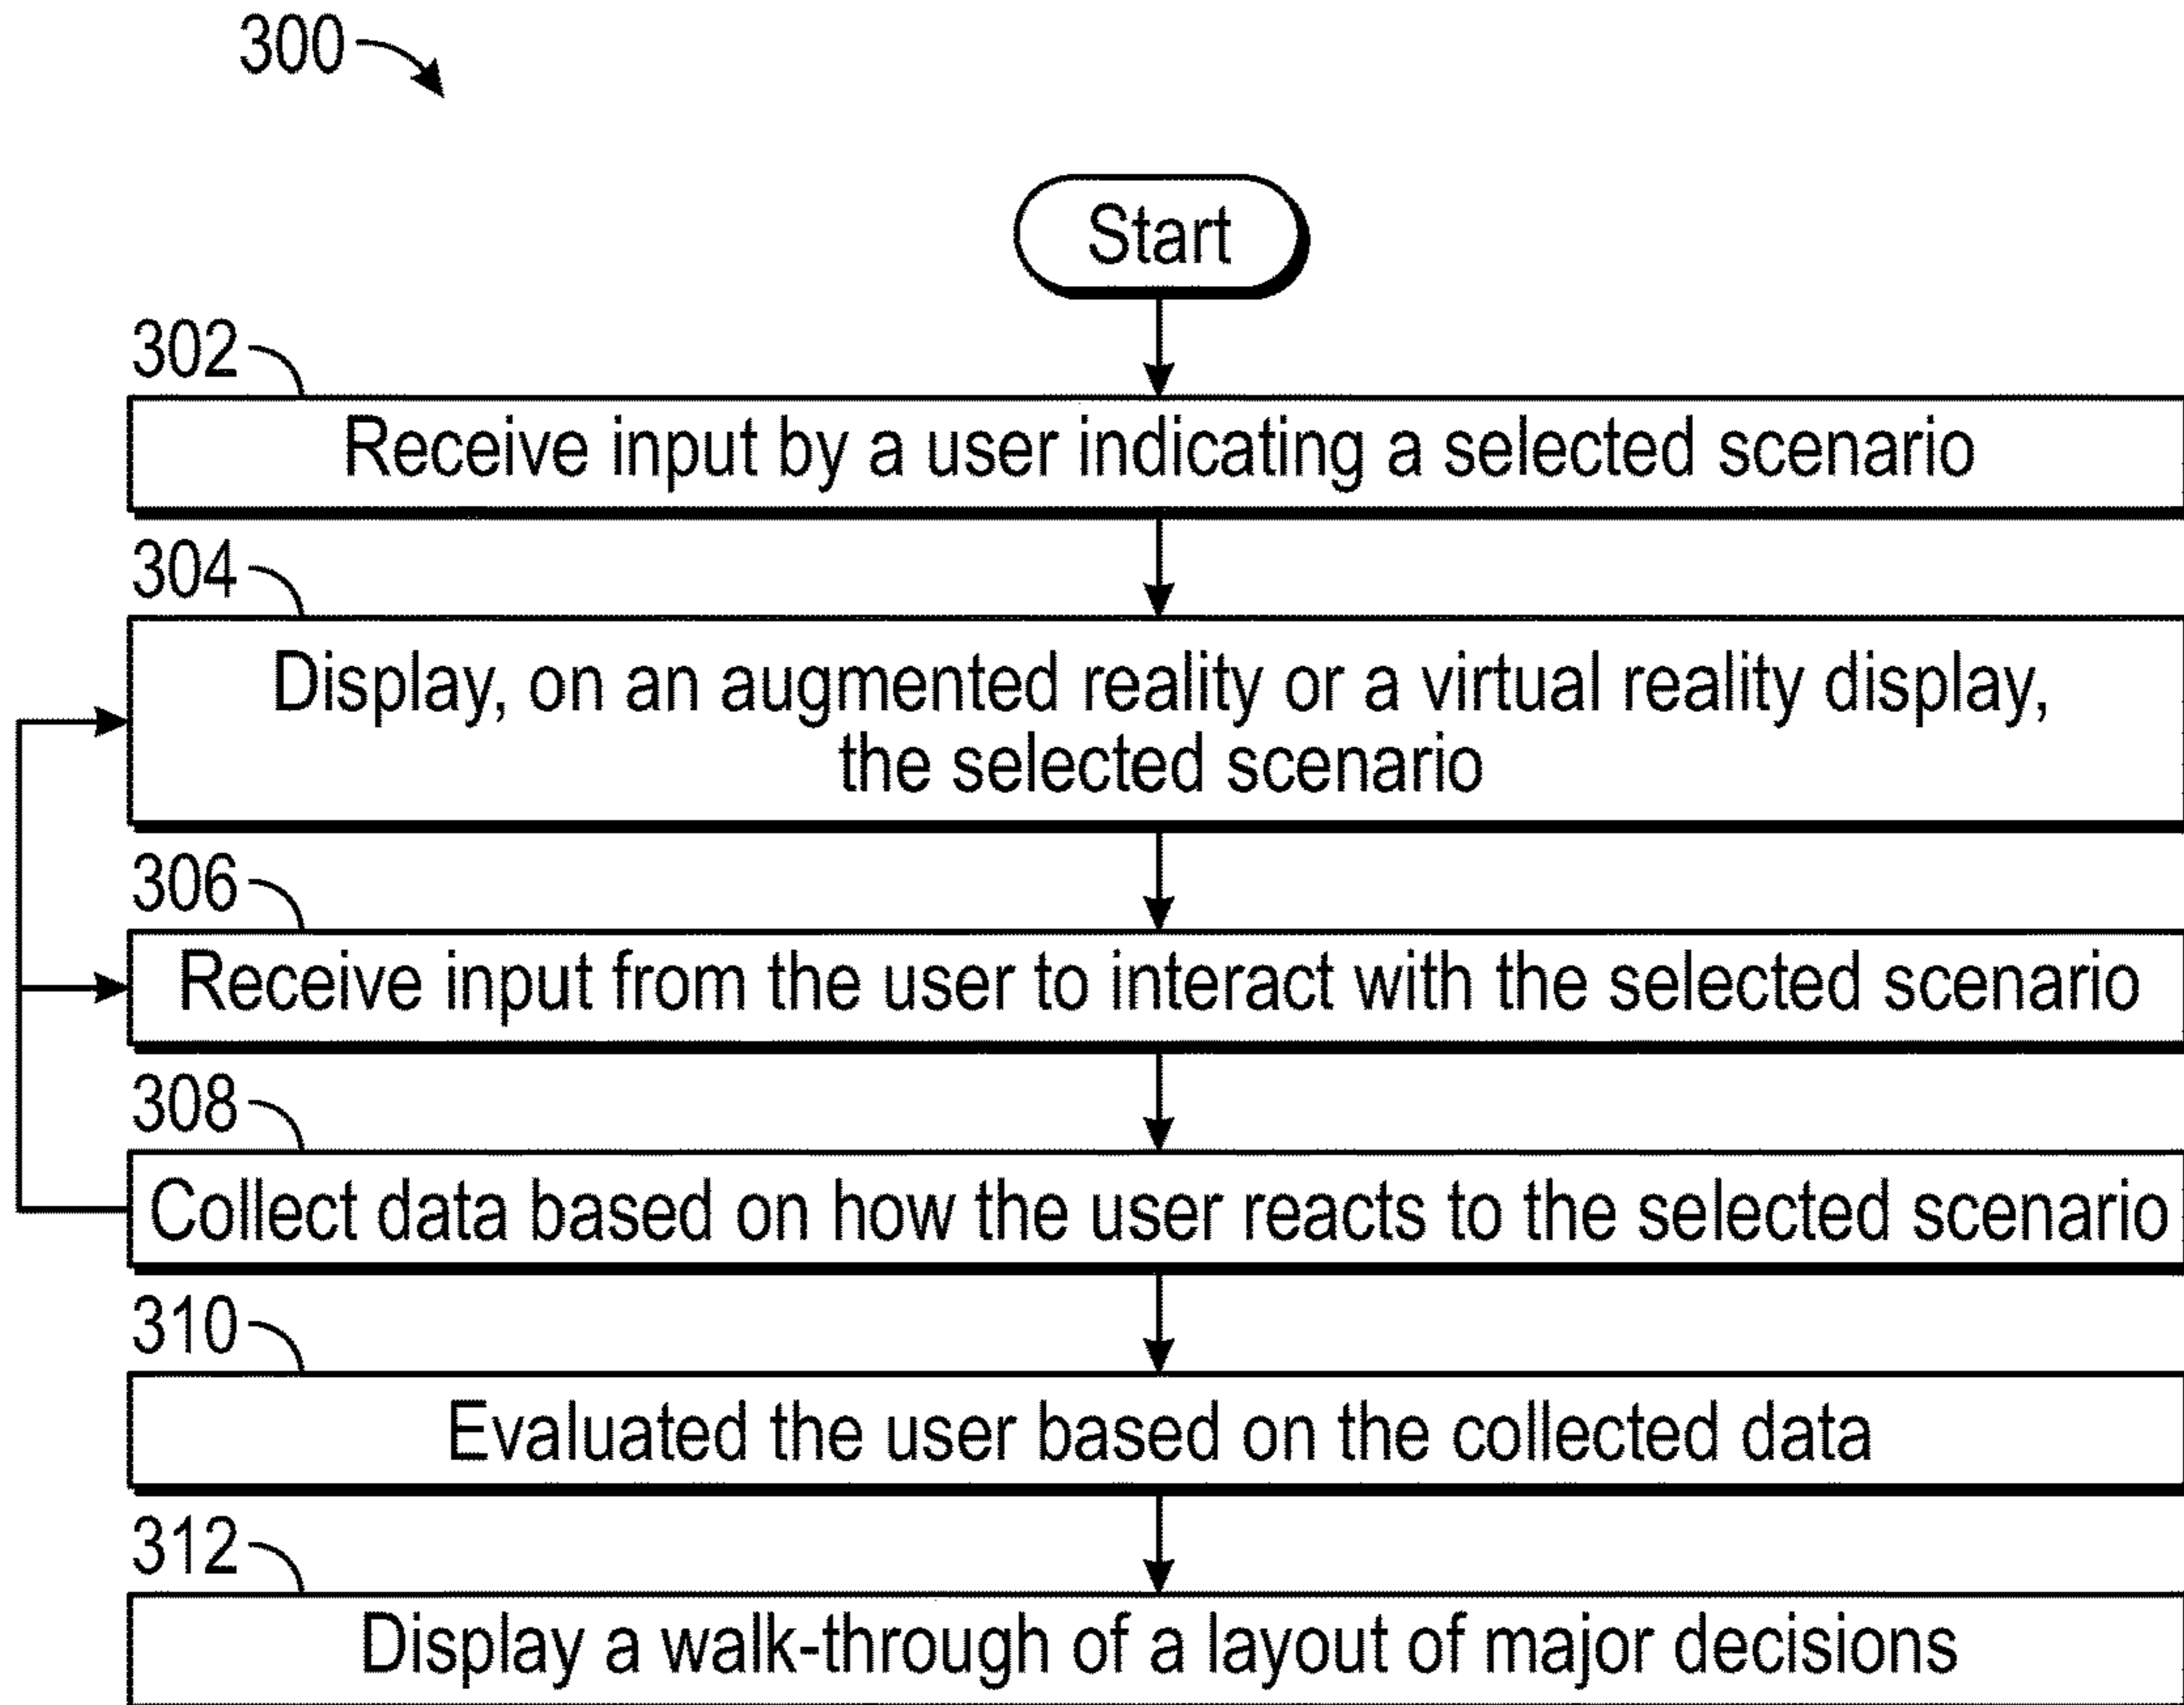 300
Start
302
Receive input by a user indicating a selected scenario
304
Display, on an augmented reality or a virtual reality display,
the selected scenario
306
Receive input from the user to interact with the selected scenario
308
Collect data based on how the user reacts to the selected scenario
310
Evaluated the user based on the collected data
312
Display a walk-through of a layout of major decisions